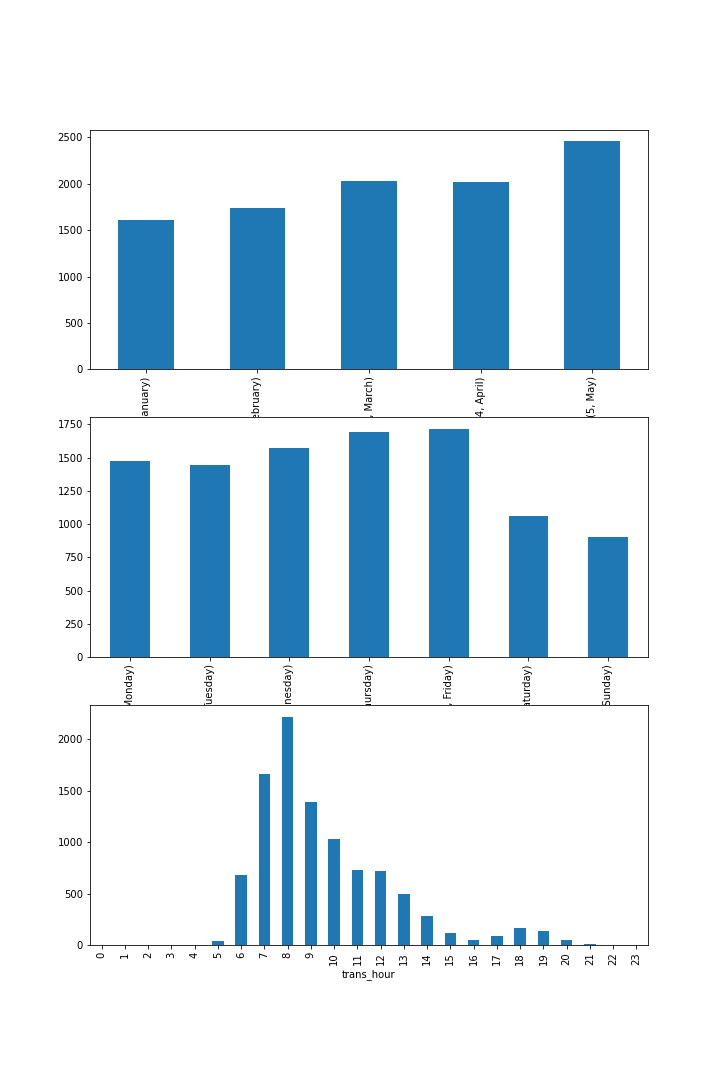 2500
2000
1500
1000
500
0
anuary)
ebruary)
, March)
4, April)
(5, May)
1750
1500
1250
1000
750
500
250
0
Monday)
Tuesday)
nesday)
ursday)
, Friday)
aturday)
Sunday)
2000
1500
1000
500
0
0 1 2 3 4 5 6 7 8 9 10 11 12 13 14 15 16 17 18 19 20 21 22 23
trans_hour